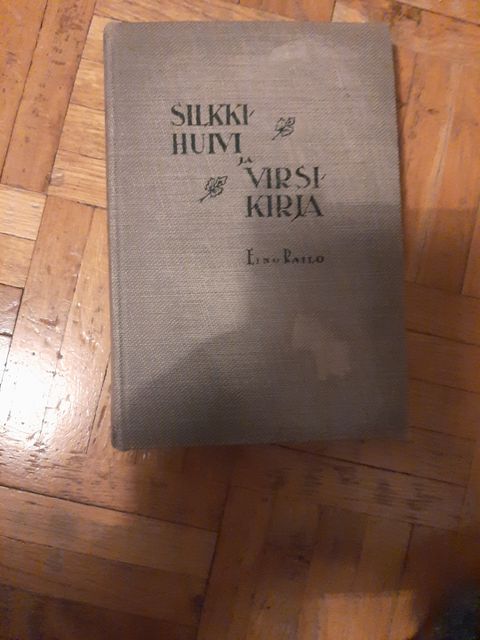 SILKKI-
HUIVI
JA
VIRSI-
KIRJA
EINO RAILO